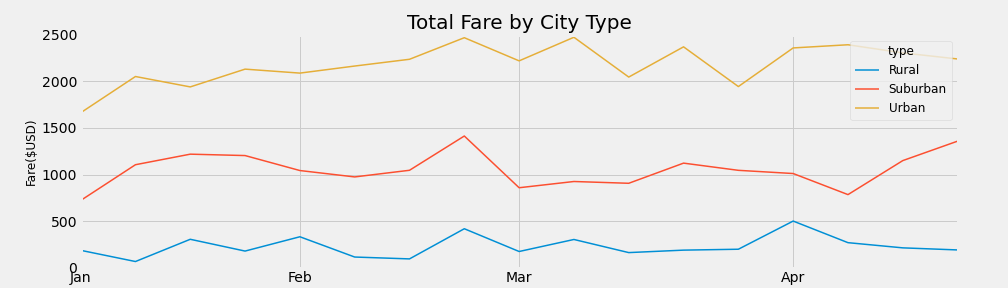 Total Fare by City Type
Fare($USD)
2500
2000
1500
1000
500
0
Jan
Feb
Mar
Apr
type
Rural
Suburban
Urban